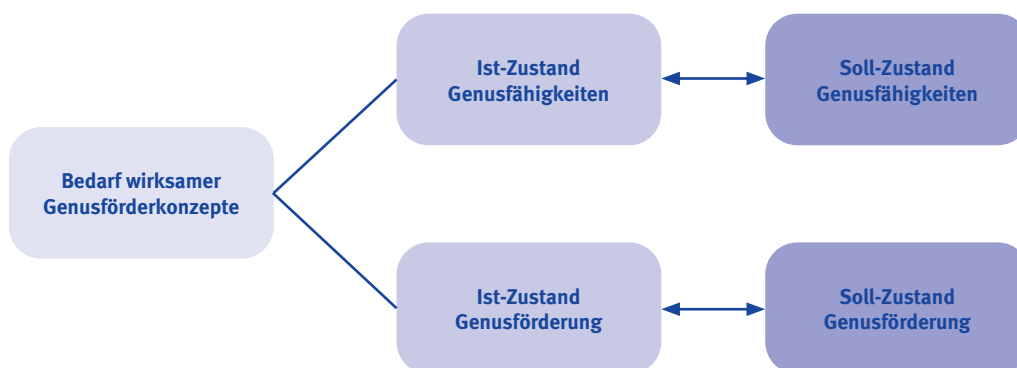 Ist-Zustand
Genusfähigkeiten
Soll-Zustand
Genusfähigkeiten
Bedarf wirksamer
Genusförderkonzepte
Ist-Zustand
Genusförderung
Soll-Zustand
Genusförderung